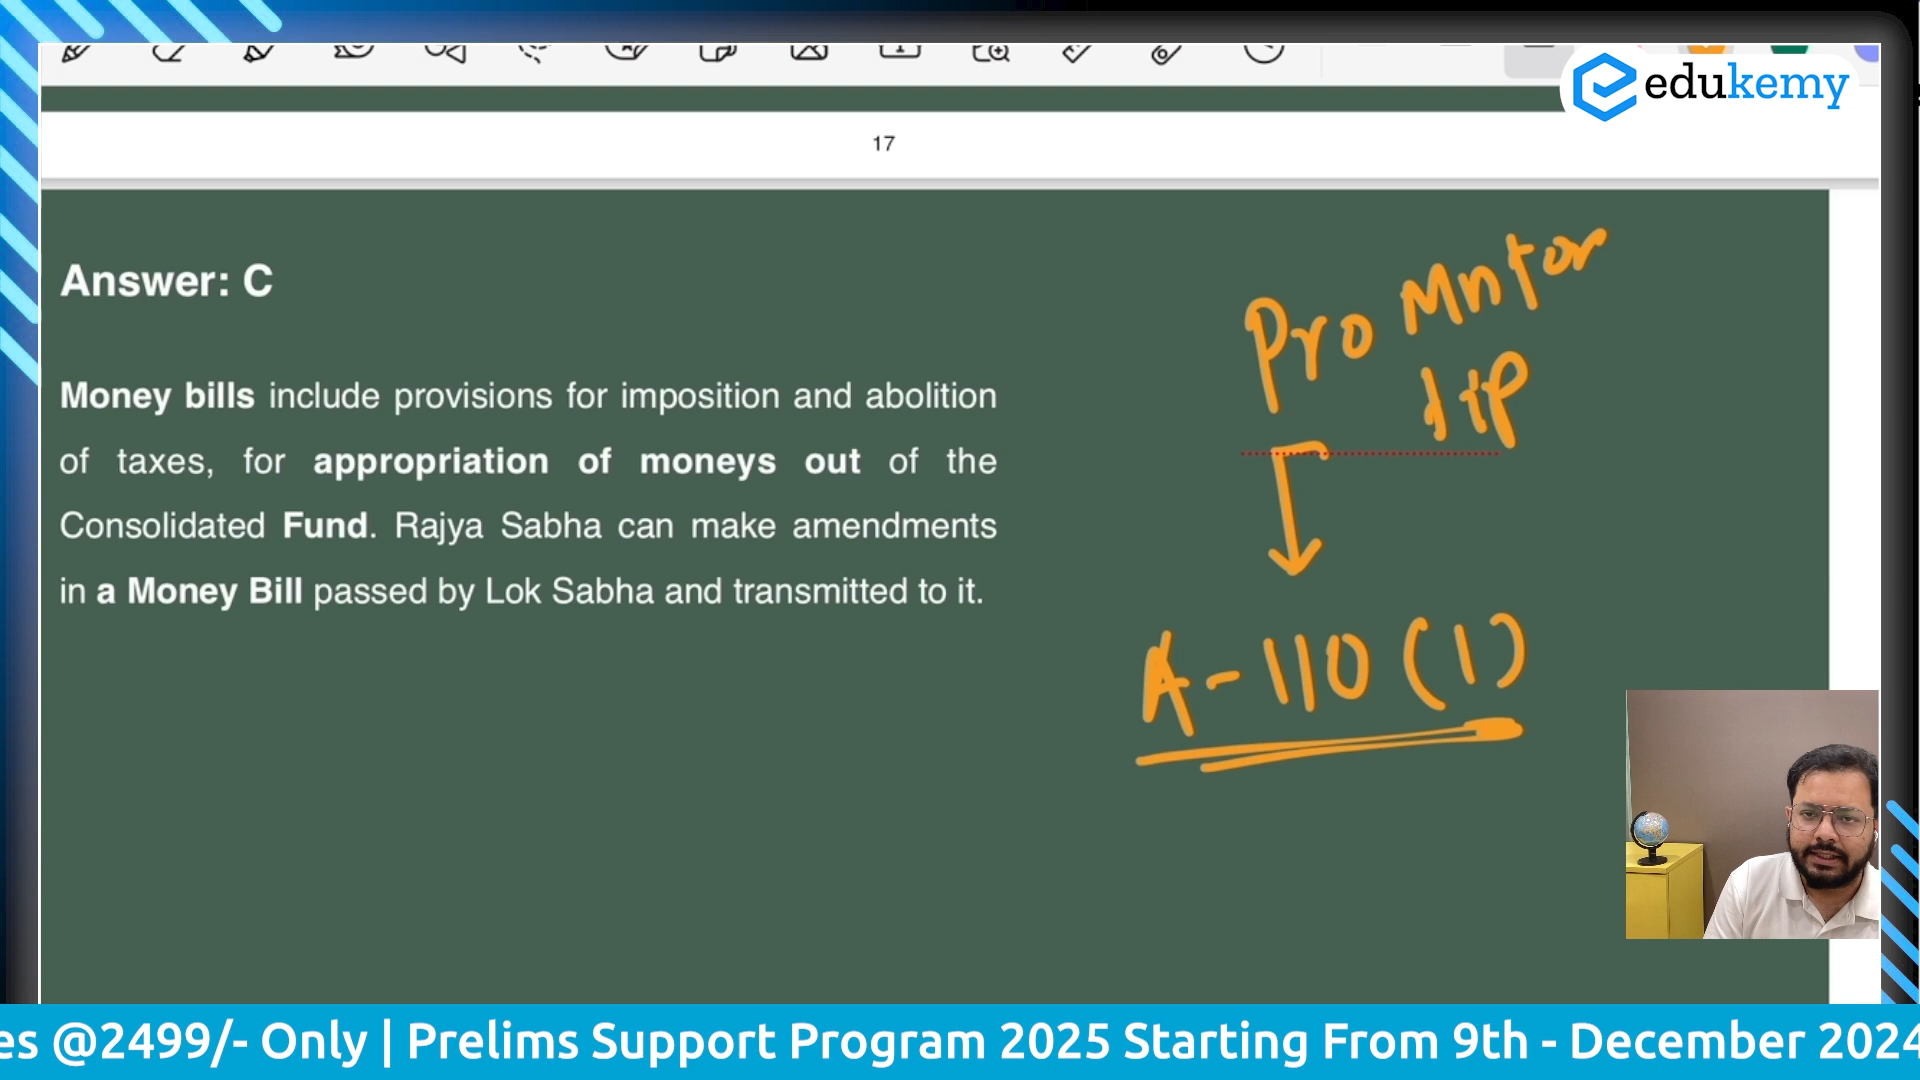 edukemy
17
Answer: C
Money bills include provisions for imposition and abolition
of taxes, for appropriation of moneys out of the
Consolidated Fund. Rajya Sabha can make amendments
in a Money Bill passed by Lok Sabha and transmitted to it.
Pro Mntor
tip
A-110 (1)
es @2499/- Only | Prelims Support Program 2025 Starting From 9th - December 2024